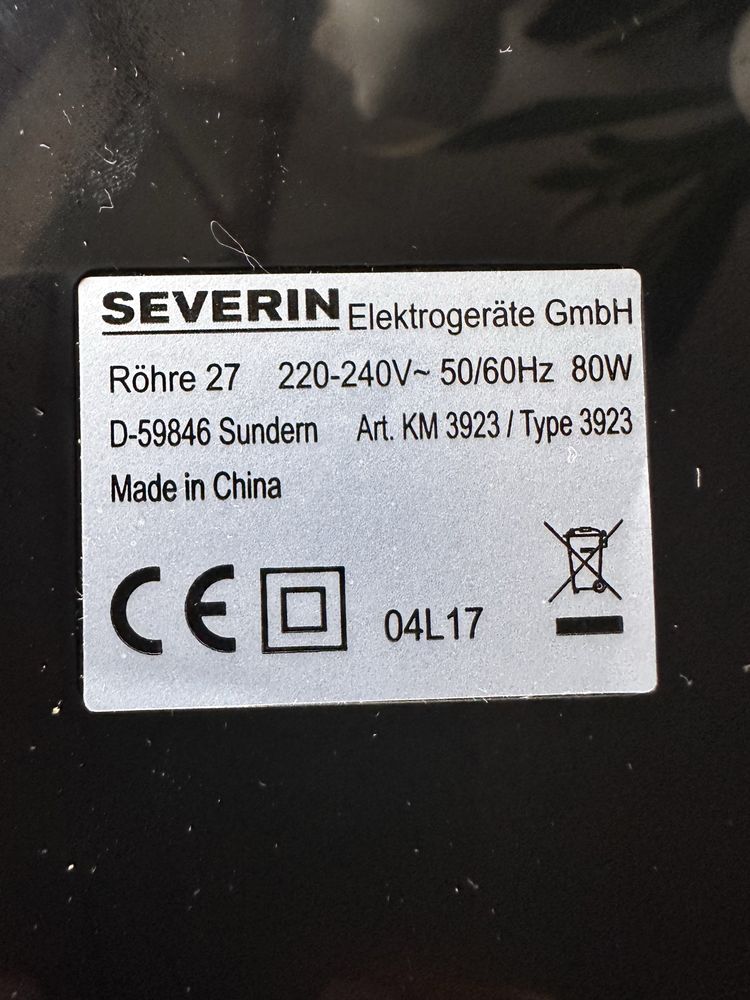 SEVERIN Elektrogeräte GmbH
Röhre 27 220-240V~ 50/60Hz 80W
D-59846 Sundern Art. KM 3923 / Type 3923
Made in China
CE 04L17